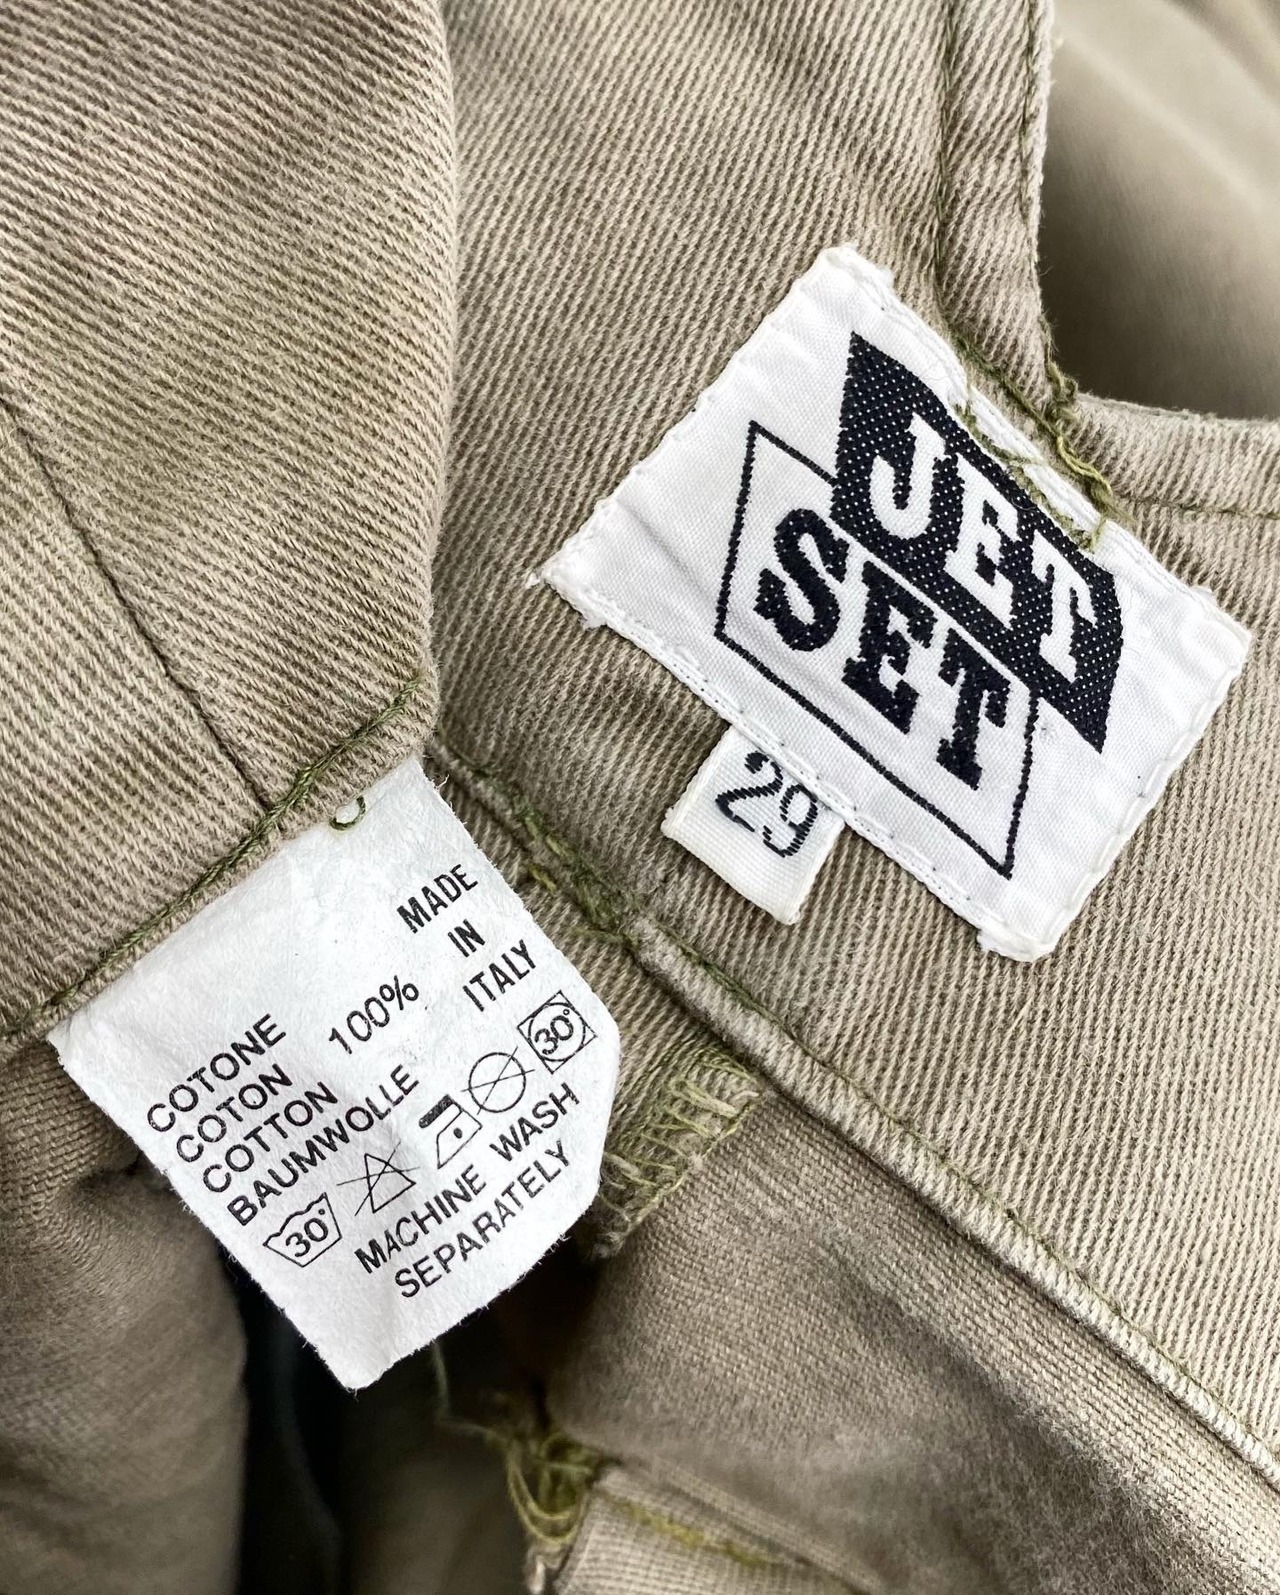 JET
SET
29
MADE
IN
ITALY
COTONE
COTON 100%
COTTON
BAUMWOLLE
30° 30°
MACHINE WASH
SEPARATELY